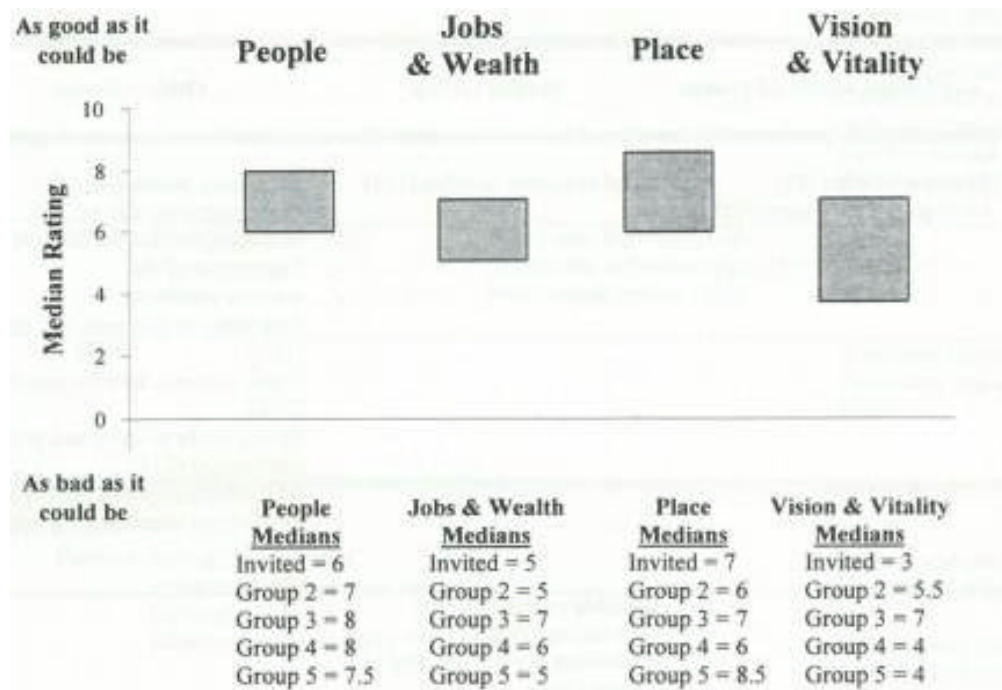 As good as it
could be
People
Jobs
& Wealth
Place
Vision
& Vitality
Median Rating
10
8
6
4
2
0
As bad as it
could be
People
Medians
Invited = 6
Group 2 = 7
Group 3 = 8
Group 4 = 8
Group 5 = 7.5
Jobs & Wealth
Medians
Invited = 5
Group 2 = 5
Group 3 = 7
Group 4 = 6
Group 5 = 5
Place
Medians
Invited = 7
Group 2 = 6
Group 3 = 7
Group 4 = 6
Group 5 = 8.5
Vision & Vitality
Medians
Invited = 3
Group 2 = 5.5
Group 3 = 7
Group 4 = 4
Group 5 = 4